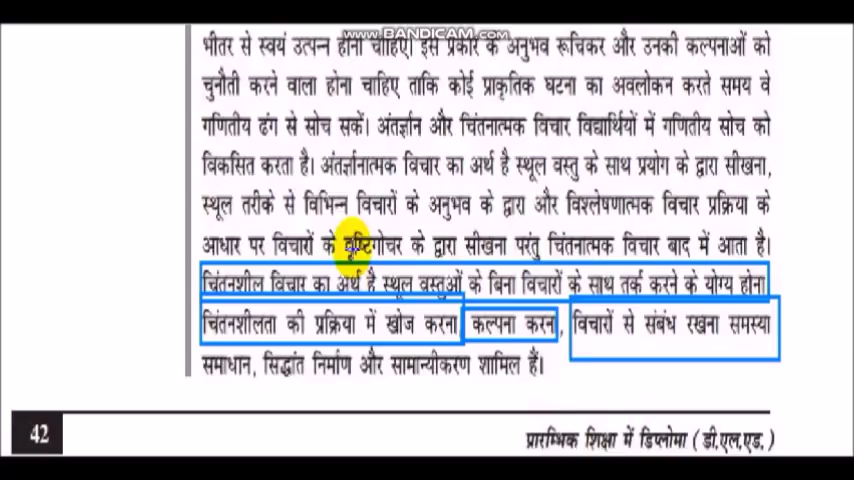 WWW.BANDICAM.COM
भीतर से स्वयं उत्पन्न होना चाहिए। इस प्रकार के अनुभव रूचिकर और उनकी कल्पनाओं को
चुनौती करने वाला होना चाहिए ताकि कोई प्राकृतिक घटना का अवलोकन करते समय वे
गणितीय ढंग से सोच सकें। अंतर्ज्ञान और चिंतनात्मक विचार विद्यार्थियों में गणितीय सोच को
विकसित करता है। अंतर्ज्ञानात्मक विचार का अर्थ है स्थूल वस्तु के साथ प्रयोग के द्वारा सीखना,
स्थूल तरीके से विभिन्न विचारों के अनुभव के द्वारा और विश्लेषणात्मक विचार प्रक्रिया के
आधार पर विचारों के दृष्टिगोचर के द्वारा सीखना परंतु चिंतनात्मक विचार बाद में आता है।
चिंतनशील विचार का अर्थ है स्थूल वस्तुओं के बिना विचारों के साथ तर्क करने के योग्य होना
चिंतनशीलता की प्रक्रिया में खोज करना, कल्पना करन, विचारों से संबंध रखना समस्या
समाधान, सिद्धांत निर्माण और सामान्यीकरण शामिल हैं।
42
प्रारम्भिक शिक्षा में डिप्लोमा (डी.एल.एड.)